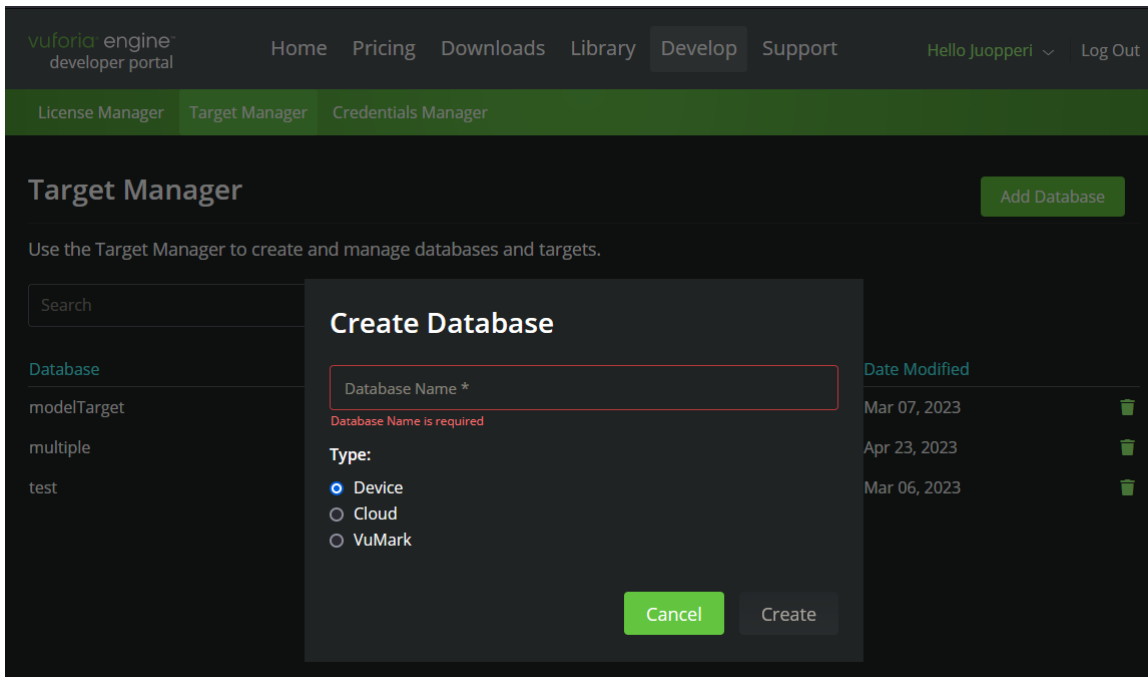 vuforia engine™ developer portal
Home Pricing Downloads Library Develop Support Hello Juopperi Log Out
License Manager Target Manager Credentials Manager
Target Manager
Add Database
Use the Target Manager to create and manage databases and targets.
Search
Database Date Modified
modelTarget Mar 07, 2023
multiple Apr 23, 2023
test Mar 06, 2023
Create Database
Database Name *
Database Name is required
Type:
Device
Cloud
VuMark
Cancel Create